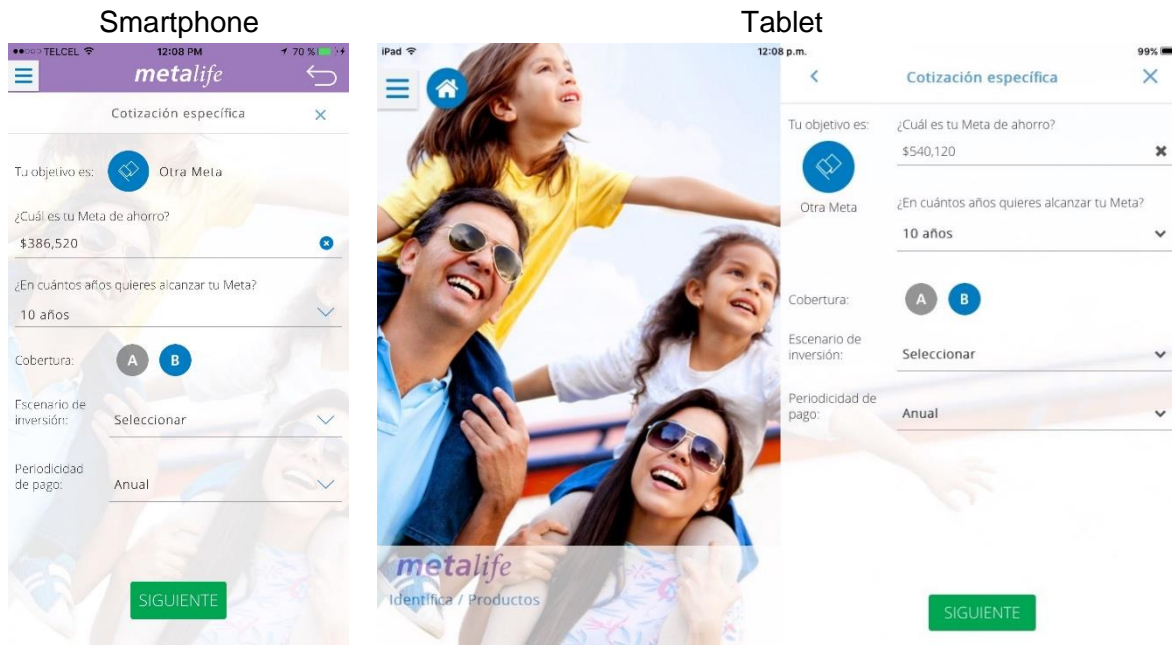 Smartphone
Tablet
TELCEL 12:08 PM 70 %
metalife
Cotización específica
Tu objetivo es: Otra Meta
¿Cuál es tu Meta de ahorro?
$386,520
¿En cuántos años quieres alcanzar tu Meta?
10 años
Cobertura: A B
Escenario de
inversión: Seleccionar
Periodicidad
de pago: Anual
SIGUIENTE
iPad 12:08 p.m. 99%
metalife
Identifica / Productos
Cotización específica
Tu objetivo es:
Otra Meta
¿Cuál es tu Meta de ahorro?
$540,120
¿En cuántos años quieres alcanzar tu Meta?
10 años
Cobertura: A B
Escenario de
inversión: Seleccionar
Periodicidad de
pago: Anual
SIGUIENTE